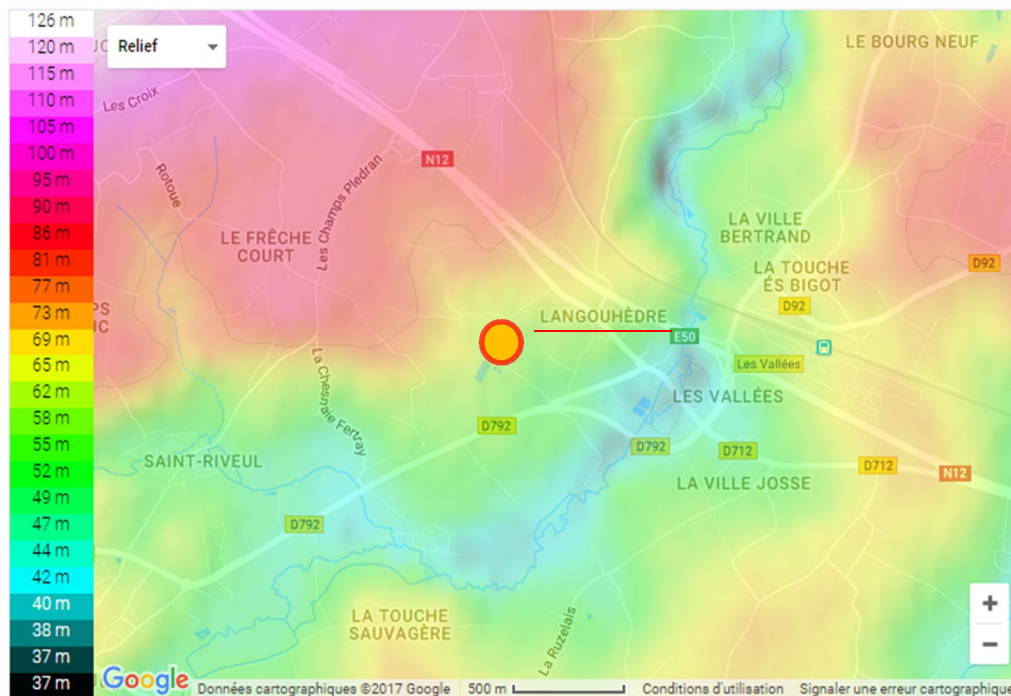 126 m
120 m
115 m
110 m
105 m
100 m
95 m
90 m
86 m
81 m
77 m
73 m
69 m
65 m
62 m
58 m
55 m
52 m
49 m
47 m
44 m
42 m
40 m
38 m
37 m
37 m
Relief
LE BOURG NEUF
Les Croix
N12
Rotoue
Les Champs Pledran
LE FRÊCHE
COURT
LA VILLE
BERTRAND
LA TOUCHE
ÉS BIGOT
D92
D92
LANGOUHÈDRE
E50
Les Vallées
La Chesnaie Fertray
LES VALLÉES
D792
D792
D712
D712
N12
SAINT-RIVEUL
LA VILLE JOSSE
D792
LA TOUCHE
SAUVAGÈRE
La Ruzelais
+
−
Google
Données cartographiques ©2017 Google
500 m
Conditions d'utilisation
Signaler une erreur cartographique